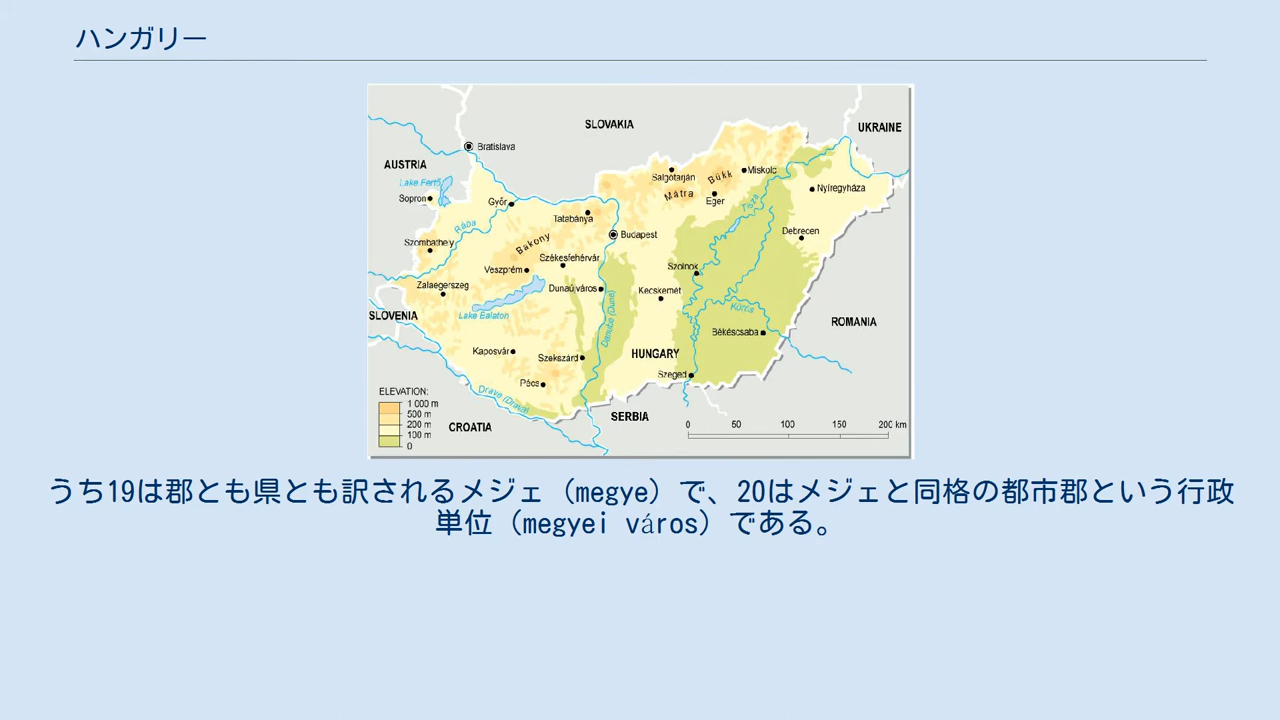 ハンガリー
SLOVAKIA
UKRAINE
Bratislava
AUSTRIA
Lake Fertő
Sopron
Győr
Rába
Szombathely
Tatabánya
Budapest
Bakony
Székesfehérvár
Veszprém
Zalaegerszeg
Dunaújváros
SLOVENIA
Lake Balaton
Danube (Duna)
Kaposvár
Szekszárd
Pécs
Drava (Dráva)
CROATIA
Salgótarján
Mátra
Bükk
Miskolc
Eger
Tisza
Nyíregyháza
Debrecen
Szolnok
Kecskemét
Körös
Békéscsaba
ROMANIA
HUNGARY
Szeged
SERBIA
ELEVATION:
1 000 m
500 m
200 m
100 m
0
0 50 100 150 200 km
うち19は郡とも県とも訳されるメジェ（megye）で、20はメジェと同格の都市郡という行政
単位（megyei város）である。